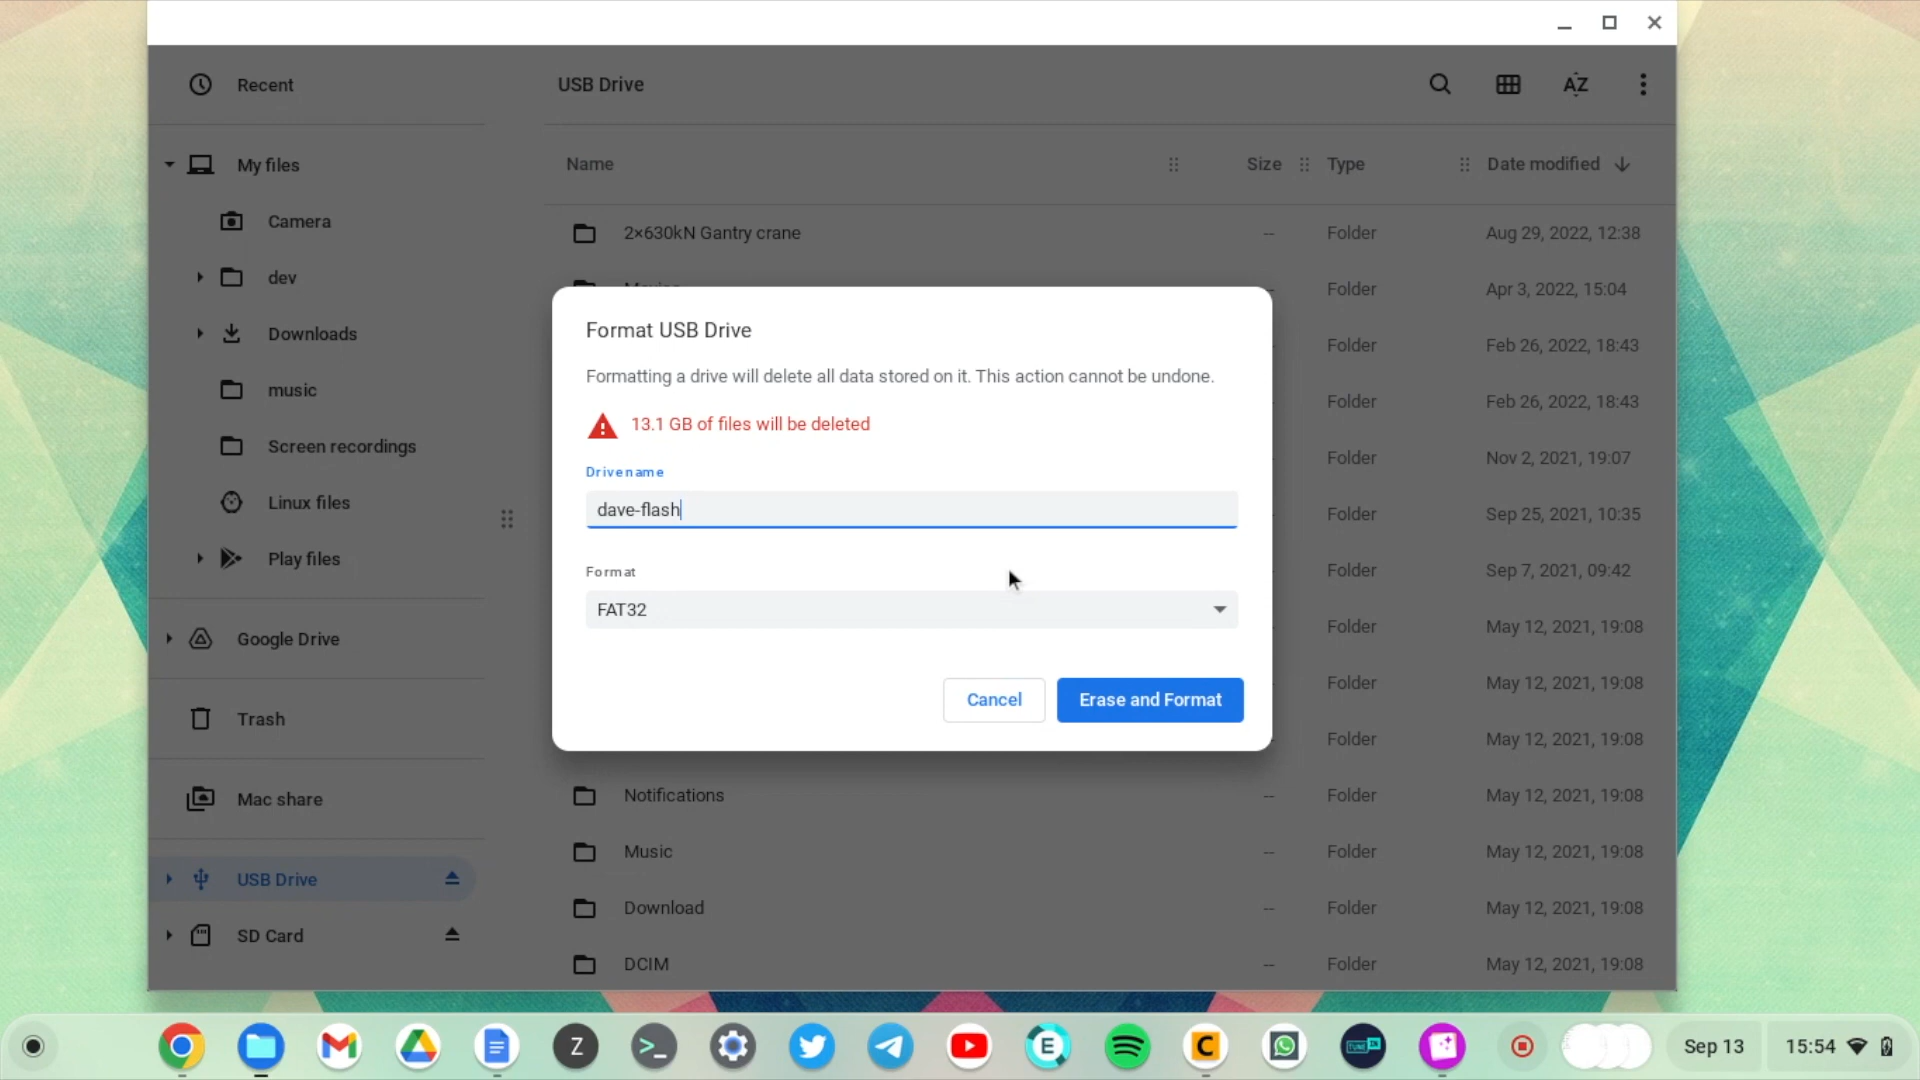 Recent
USB Drive
AZ
My files
Name
Size
Type
Date modified
Camera
2×630kN Gantry crane
--
Folder
Aug 29, 2022, 12:38
dev
--
Folder
Apr 3, 2022, 15:04
Downloads
Folder
Feb 26, 2022, 18:43
music
Folder
Feb 26, 2022, 18:43
Screen recordings
Folder
Nov 2, 2021, 19:07
Linux files
Folder
Sep 25, 2021, 10:35
Play files
Folder
Sep 7, 2021, 09:42
Google Drive
Folder
May 12, 2021, 19:08
Trash
Folder
May 12, 2021, 19:08
Folder
May 12, 2021, 19:08
Mac share
Notifications
--
Folder
May 12, 2021, 19:08
Music
--
Folder
May 12, 2021, 19:08
USB Drive
Download
--
Folder
May 12, 2021, 19:08
SD Card
DCIM
--
Folder
May 12, 2021, 19:08
Format USB Drive
Formatting a drive will delete all data stored on it. This action cannot be undone.
13.1 GB of files will be deleted
Drive name
dave-flash
Format
FAT32
Cancel
Erase and Format
Z
>_
E
C
TUNE IN
Sep 13
15:54